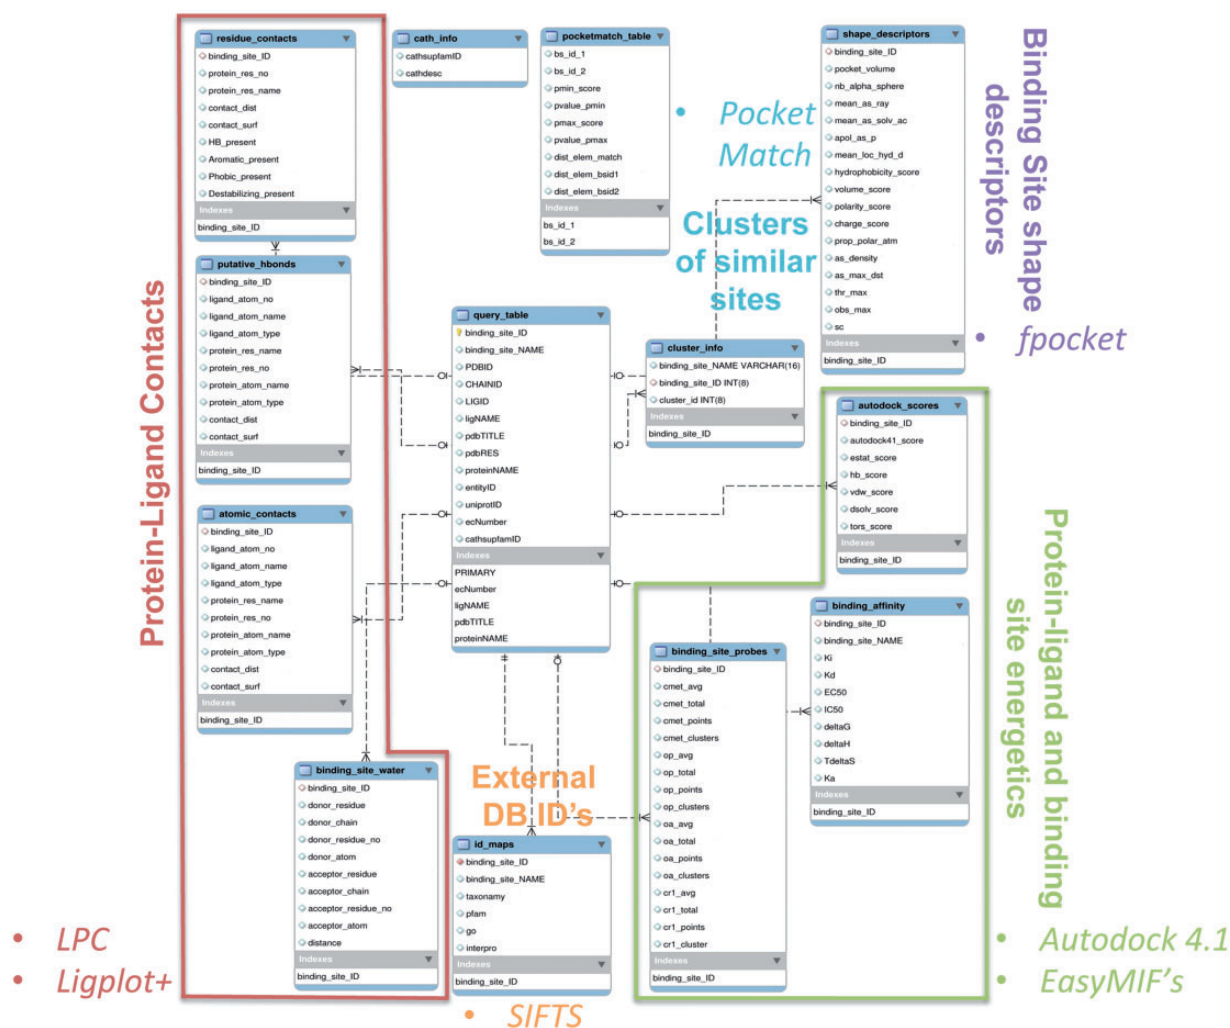 residue_contacts
binding_site_ID
protein_res_no
protein_res_name
contact_dist
contact_surf
HB_present
Aromatic_present
Phobic_present
Destabilizing_present
Indexes
binding_site_ID
cath_info
cathsupfamID
cathdesc
pocketmatch_table
bs_id_1
bs_id_2
pmin_score
pvalue_pmin
pmax_score
pvalue_pmax
dist_elem_match
dist_elem_bsid1
dist_elem_bsid2
Indexes
bs_id_1
bs_id_2
• Pocket
Match
Clusters
of similar
sites
shape_descriptors
binding_site_ID
pocket_volume
nb_alpha_sphere
mean_as_ray
mean_as_solv_ac
apol_as_p
mean_loc_hyd_d
hydrophobicity_score
volume_score
polarity_score
charge_score
prop_polar_atm
as_density
as_max_dst
thr_max
obs_max
sc
Indexes
binding_site_ID
Binding Site shape
descriptors
• fpocket
Protein-Ligand Contacts
putative_hbonds
binding_site_ID
ligand_atom_no
ligand_atom_name
ligand_atom_type
protein_res_name
protein_res_no
protein_atom_name
protein_atom_type
contact_dist
contact_surf
Indexes
binding_site_ID
query_table
binding_site_ID
binding_site_NAME
PDBID
CHAINID
LIGID
ligNAME
pdbTITLE
pdbRES
proteinNAME
entityID
uniprotID
ecNumber
cathsupfamID
Indexes
PRIMARY
ecNumber
ligNAME
pdbTITLE
proteinNAME
cluster_info
binding_site_NAME VARCHAR(16)
binding_site_ID INT(8)
cluster_id INT(8)
Indexes
binding_site_ID
autodock_scores
binding_site_ID
autodock41_score
estat_score
hb_score
vdw_score
dsolv_score
tors_score
Indexes
binding_site_ID
atomic_contacts
binding_site_ID
ligand_atom_no
ligand_atom_name
ligand_atom_type
protein_res_name
protein_res_no
protein_atom_name
protein_atom_type
contact_dist
contact_surf
Indexes
binding_site_ID
binding_affinity
binding_site_ID
binding_site_NAME
Ki
Kd
EC50
IC50
deltaG
deltaH
TdeltaS
Ka
Indexes
binding_site_ID
binding_site_probes
binding_site_ID
cmet_avg
cmet_total
cmet_points
cmet_clusters
op_avg
op_total
op_points
op_clusters
oa_avg
oa_total
oa_points
oa_clusters
cr1_avg
cr1_total
cr1_points
cr1_cluster
Indexes
binding_site_ID
Protein-ligand and binding
site energetics
• Autodock 4.1
• EasyMIF's
binding_site_water
binding_site_ID
donor_residue
donor_chain
donor_residue_no
donor_atom
acceptor_residue
acceptor_chain
acceptor_residue_no
acceptor_atom
distance
Indexes
binding_site_ID
• LPC
• Ligplot+
External
DB ID's
id_maps
binding_site_ID
binding_site_NAME
taxonamy
pfam
go
interpro
Indexes
binding_site_ID
• SIFTS